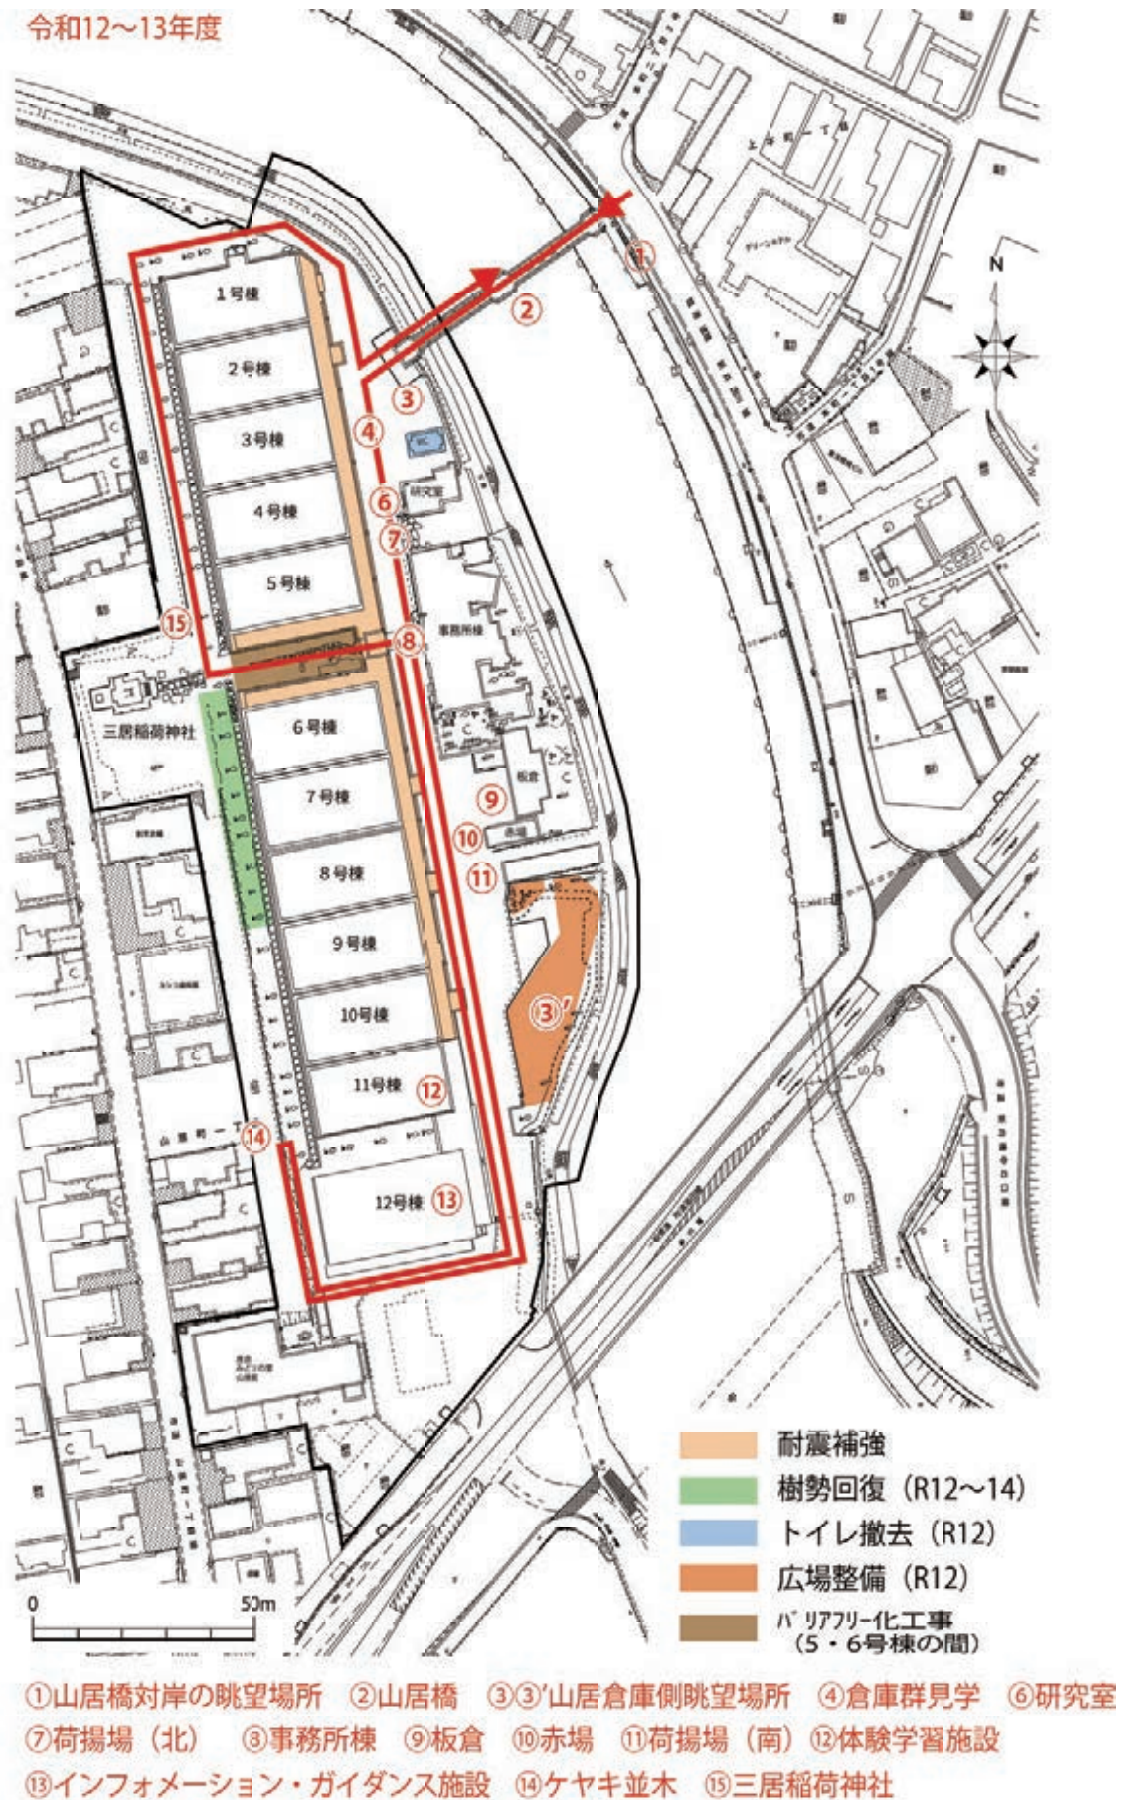 令和12～13年度
N
①
②
③
④
⑥
⑦
⑧
⑨
⑩
⑪
③′
⑫
⑬
⑭
⑮
1号棟
2号棟
3号棟
4号棟
5号棟
6号棟
7号棟
8号棟
9号棟
10号棟
11号棟
12号棟
研究室
事務所棟
板倉
赤場
三居稲荷神社
耐震補強
樹勢回復（R12～14）
トイレ撤去（R12）
広場整備（R12）
バリアフリー化工事
（5・6号棟の間）
0 50m
①山居橋対岸の眺望場所 ②山居橋 ③③′山居倉庫側眺望場所 ④倉庫群見学 ⑥研究室
⑦荷揚場（北） ⑧事務所棟 ⑨板倉 ⑩赤場 ⑪荷揚場（南）⑫体験学習施設
⑬インフォメーション・ガイダンス施設 ⑭ケヤキ並木 ⑮三居稲荷神社